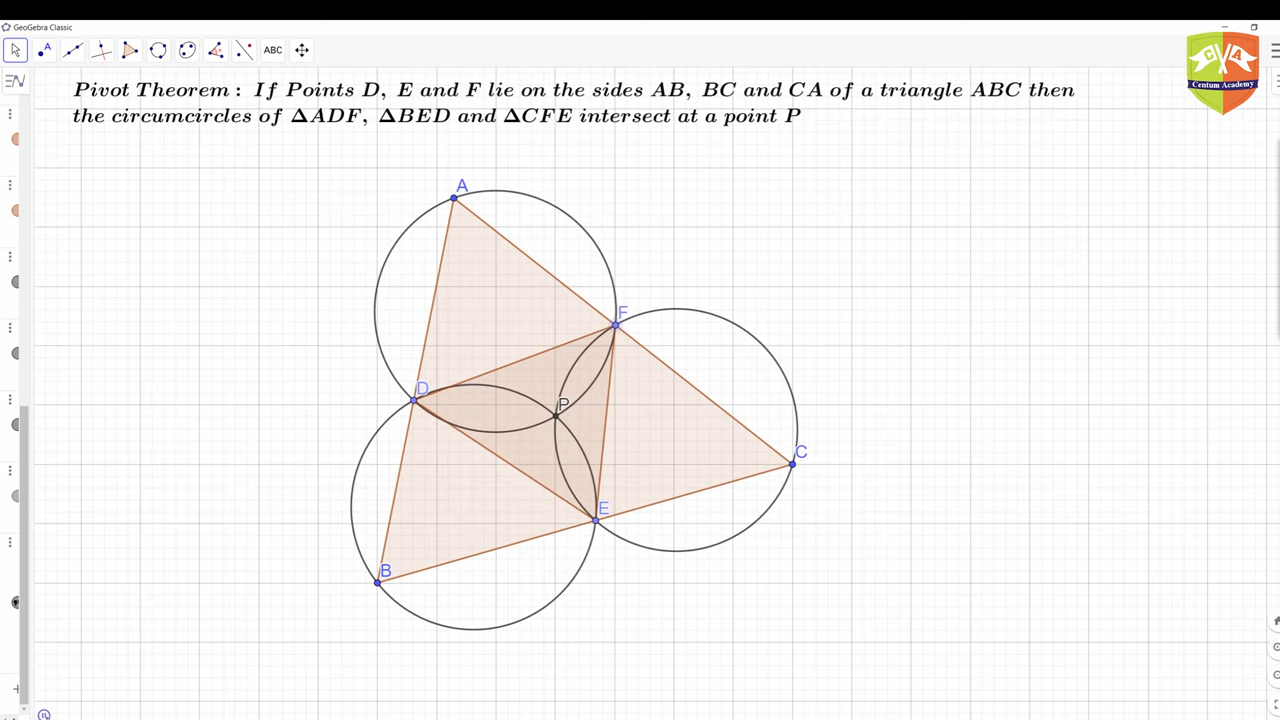 GeoGebra Classic
ABC
Pivot Theorem : If Points D, E and F lie on the sides AB, BC and CA of a triangle ABC then
the circumcircles of ΔADF, ΔBED and ΔCFE intersect at a point P
C A
Centum Academy
A
F
D
P
C
E
B